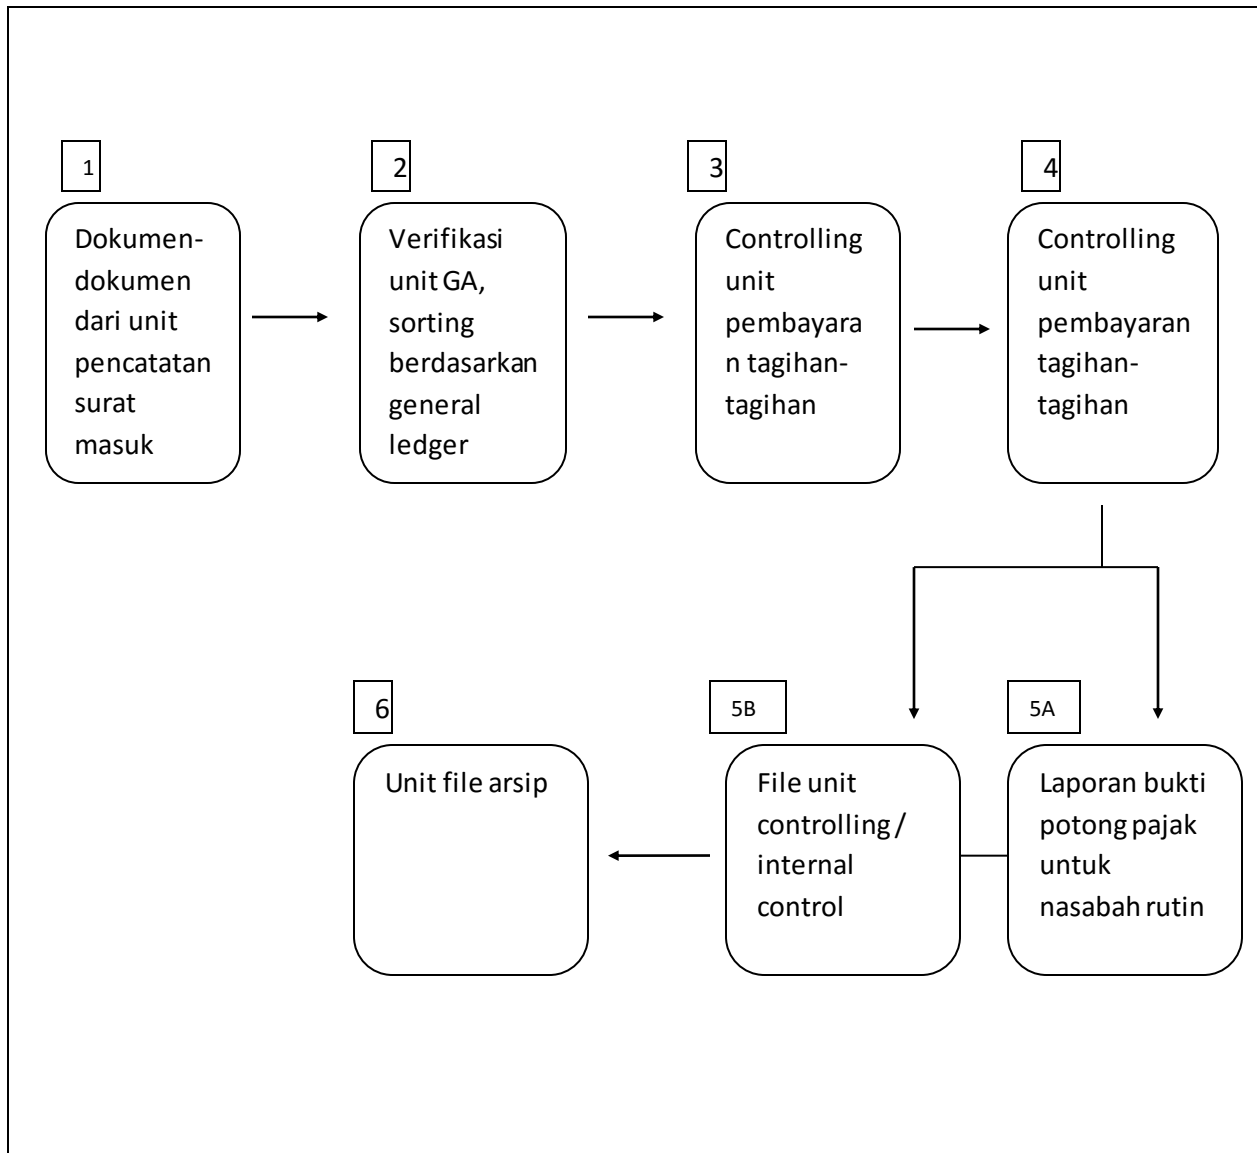 1
Dokumen-
dokumen
dari unit
pencatatan
surat
masuk
2
Verifikasi
unit GA,
sorting
berdasarkan
general
ledger
3
Controlling
unit
pembayara
n tagihan-
tagihan
4
Controlling
unit
pembayaran
tagihan-
tagihan
5A
Laporan bukti
potong pajak
untuk
nasabah rutin
5B
File unit
controlling /
internal
control
6
Unit file arsip